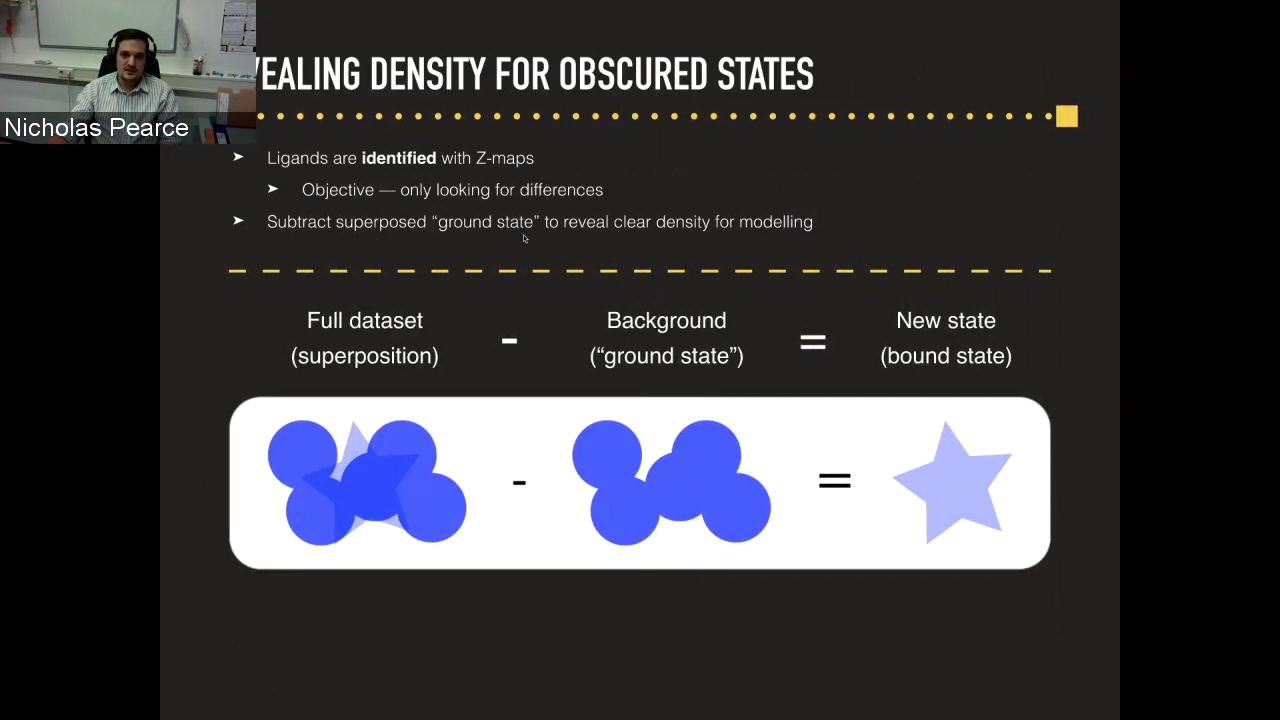 VEALING DENSITY FOR OBSCURED STATES
Nicholas Pearce
➤ Ligands are identified with Z-maps
➤ Objective — only looking for differences
➤ Subtract superposed “ground state” to reveal clear density for modelling
Full dataset - Background = New state
(superposition) (“ground state”) (bound state)
- =